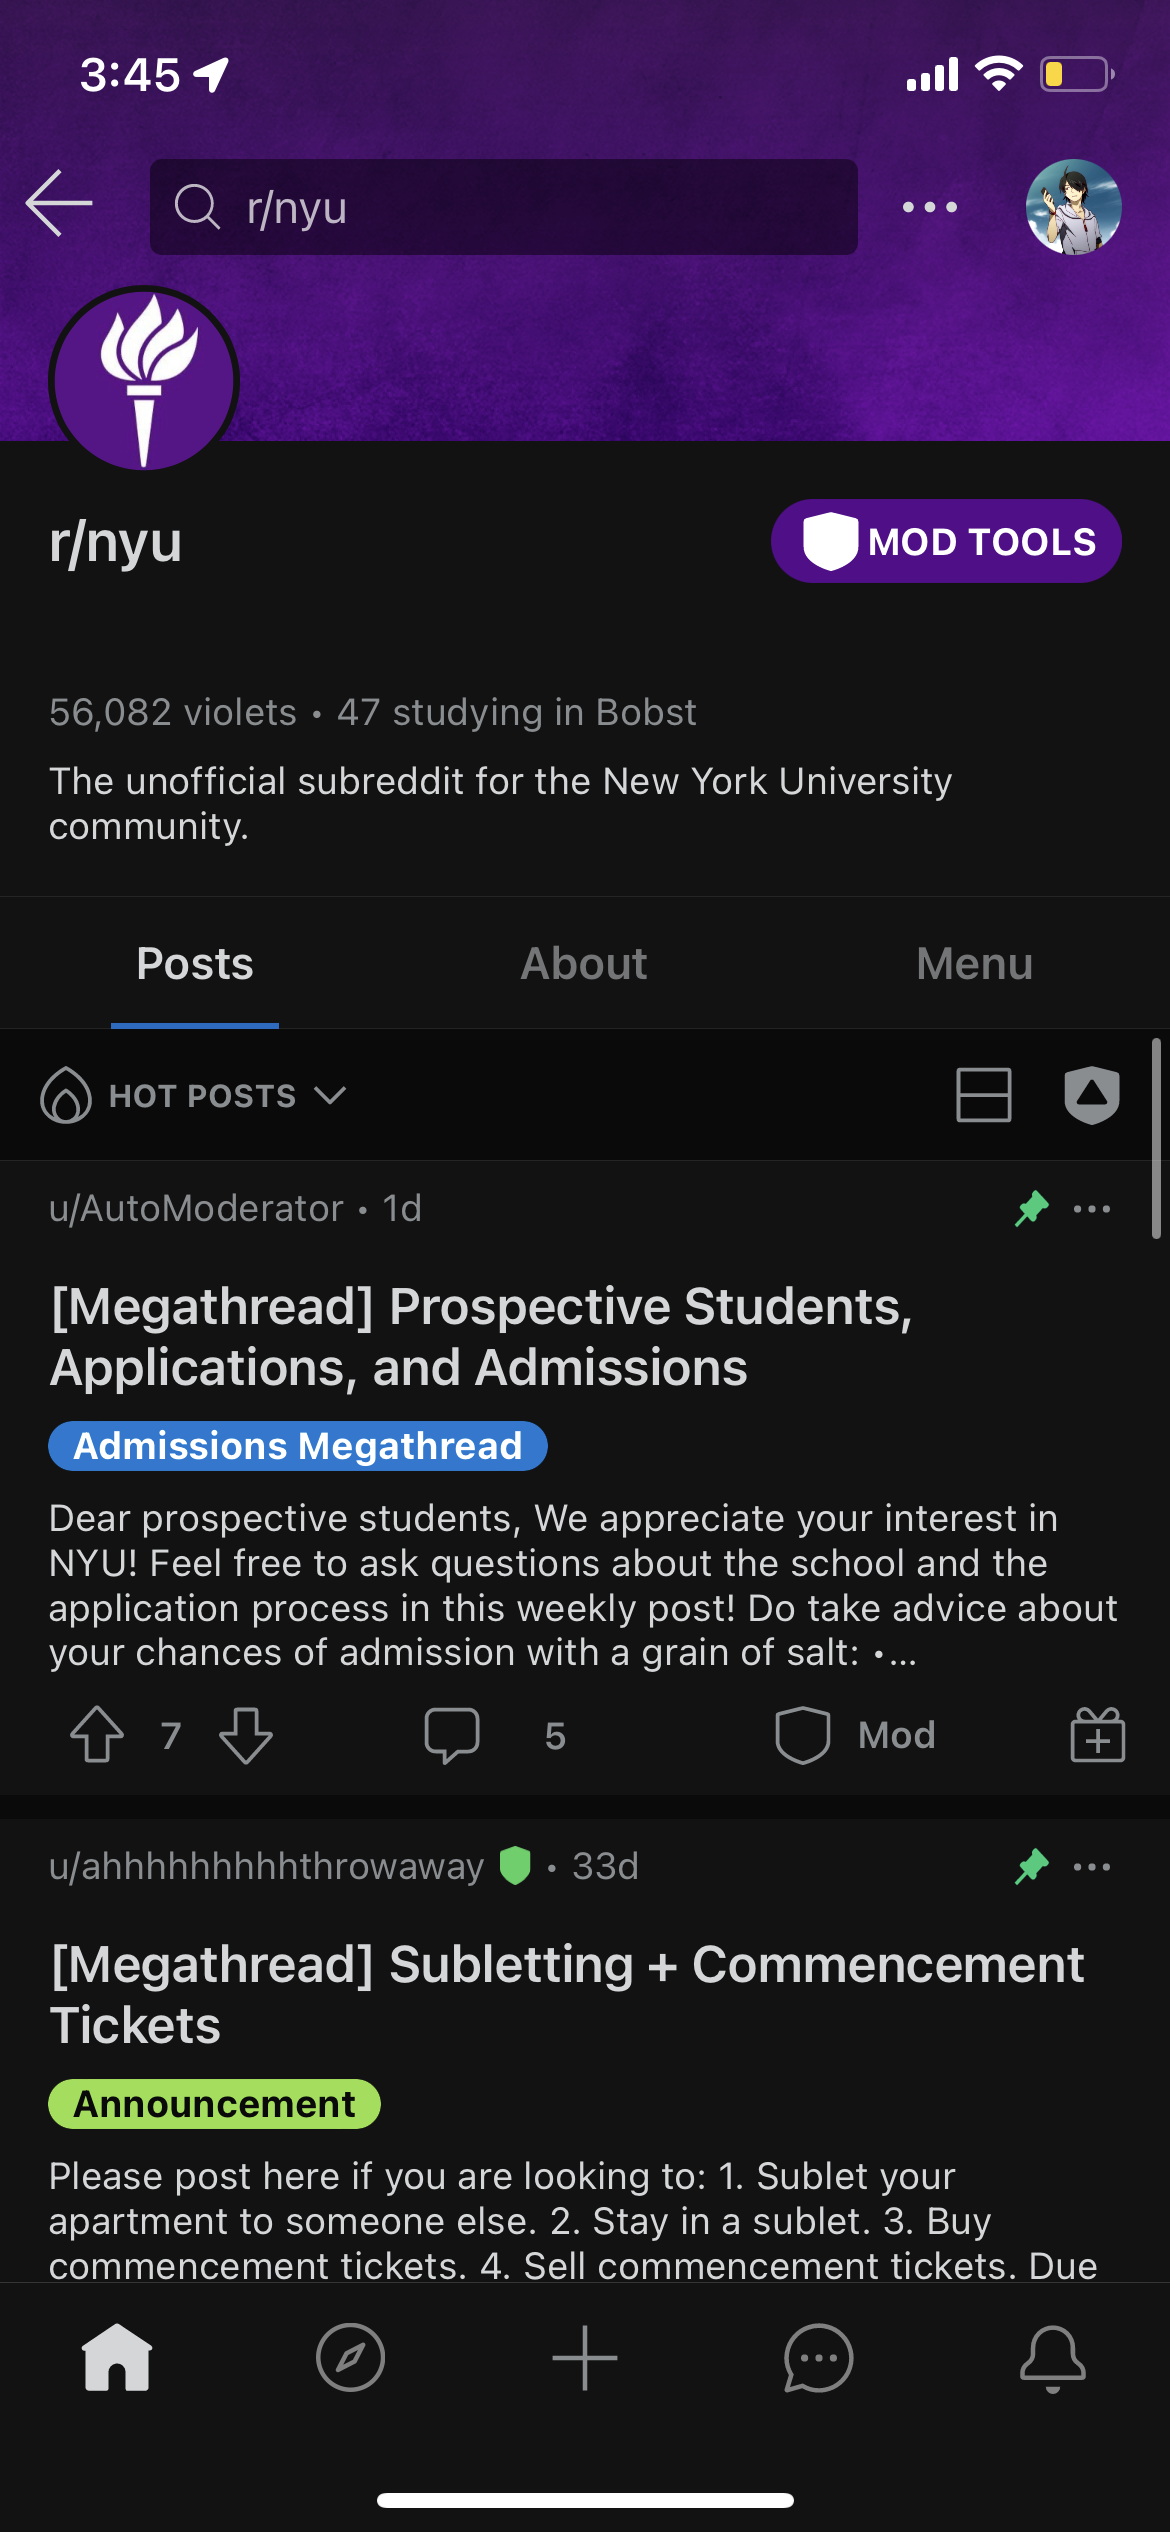 3:45
r/nyu
r/nyu
MOD TOOLS
56,082 violets • 47 studying in Bobst
The unofficial subreddit for the New York University
community.
Posts
About
Menu
HOT POSTS
u/AutoModerator • 1d
[Megathread] Prospective Students,
Applications, and Admissions
Admissions Megathread
Dear prospective students, We appreciate your interest in
NYU! Feel free to ask questions about the school and the
application process in this weekly post! Do take advice about
your chances of admission with a grain of salt: •...
7
5
Mod
u/ahhhhhhhhhthrowaway • 33d
[Megathread] Subletting + Commencement
Tickets
Announcement
Please post here if you are looking to: 1. Sublet your
apartment to someone else. 2. Stay in a sublet. 3. Buy
commencement tickets. 4. Sell commencement tickets. Due